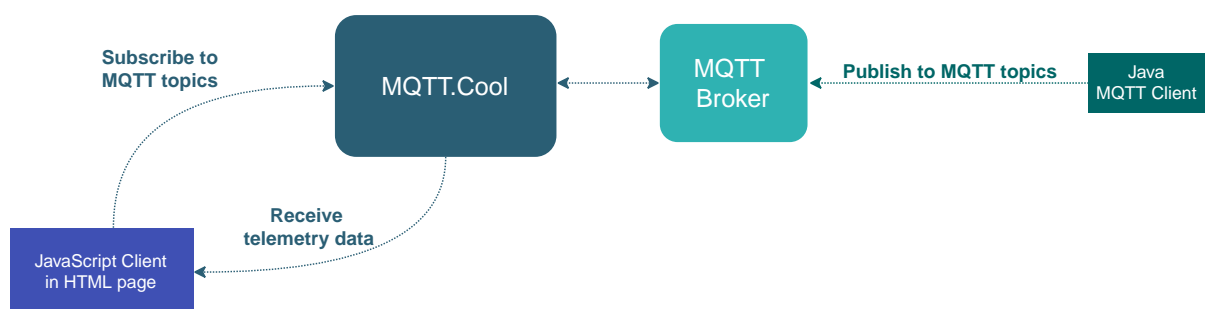 Subscribe to
MQTT topics
MQTT.Cool
MQTT
Broker
Publish to MQTT topics
Java
MQTT Client
Receive
telemetry data
JavaScript Client
in HTML page